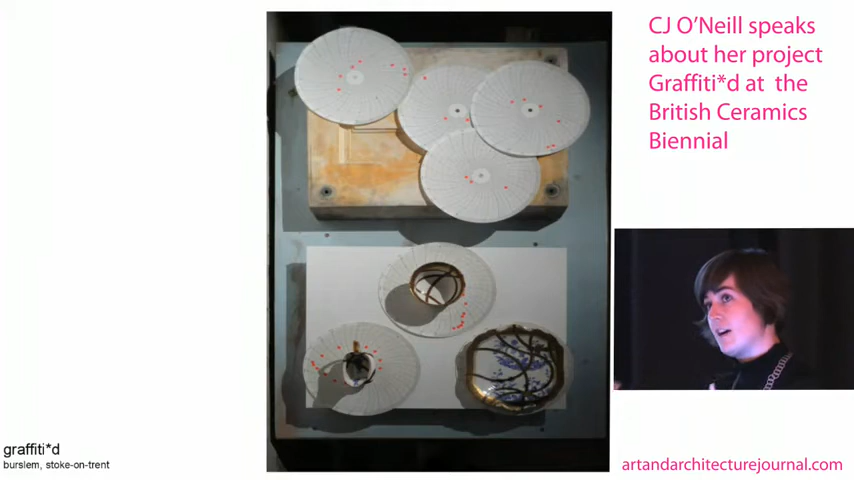 CJ O'Neill speaks
about her project
Graffiti*d at the
British Ceramics
Biennial
graffiti*d
burslem, stoke-on-trent
artandarchitecturejournal.com